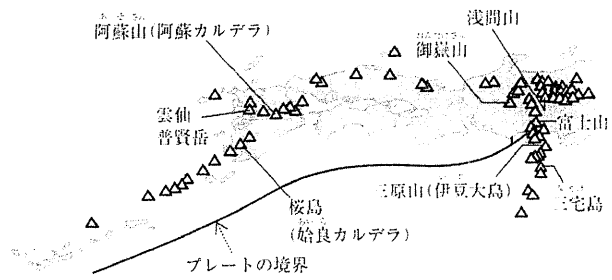 浅間山
阿蘇山(阿蘇カルデラ)
御嶽山
雲仙
普賢岳
富士山
三原山(伊豆大島)
三宅島
桜島
(姶良カルデラ)
プレートの境界